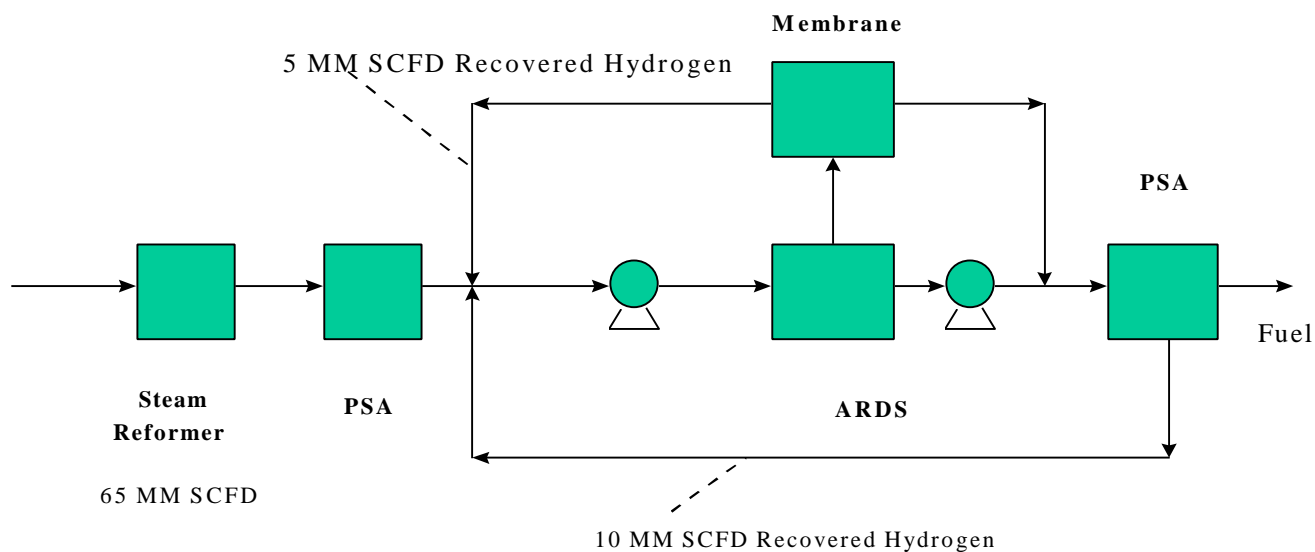 Membrane
5 MM SCFD Recovered Hydrogen
PSA
Fuel
Steam
Reformer
PSA
ARDS
65 MM SCFD
10 MM SCFD Recovered Hydrogen